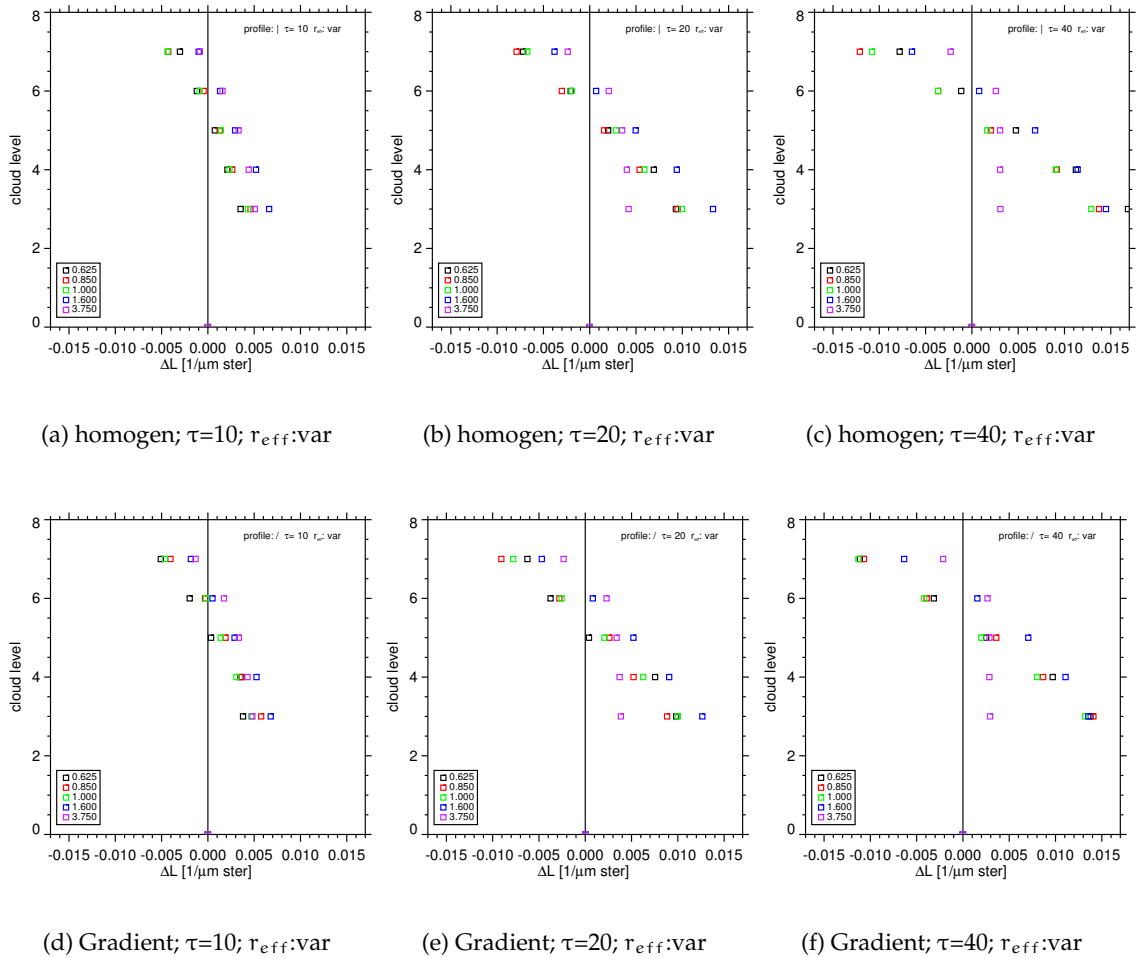 profile: | τ= 10 r_eff: var
8
6
4
2
0
cloud level
0.625
0.850
1.000
1.600
3.750
-0.015 -0.010 -0.005 0.000 0.005 0.010 0.015
ΔL [1/μm ster]
(a) homogen; τ=10; r_eff:var
profile: | τ= 20 r_eff: var
8
6
4
2
0
cloud level
0.625
0.850
1.000
1.600
3.750
-0.015 -0.010 -0.005 0.000 0.005 0.010 0.015
ΔL [1/μm ster]
(b) homogen; τ=20; r_eff:var
profile: | τ= 40 r_eff: var
8
6
4
2
0
cloud level
0.625
0.850
1.000
1.600
3.750
-0.015 -0.010 -0.005 0.000 0.005 0.010 0.015
ΔL [1/μm ster]
(c) homogen; τ=40; r_eff:var
profile: / τ= 10 r_eff: var
8
6
4
2
0
cloud level
0.625
0.850
1.000
1.600
3.750
-0.015 -0.010 -0.005 0.000 0.005 0.010 0.015
ΔL [1/μm ster]
(d) Gradient; τ=10; r_eff:var
profile: / τ= 20 r_eff: var
8
6
4
2
0
cloud level
0.625
0.850
1.000
1.600
3.750
-0.015 -0.010 -0.005 0.000 0.005 0.010 0.015
ΔL [1/μm ster]
(e) Gradient; τ=20; r_eff:var
profile: / τ= 40 r_eff: var
8
6
4
2
0
cloud level
0.625
0.850
1.000
1.600
3.750
-0.015 -0.010 -0.005 0.000 0.005 0.010 0.015
ΔL [1/μm ster]
(f) Gradient; τ=40; r_eff:var